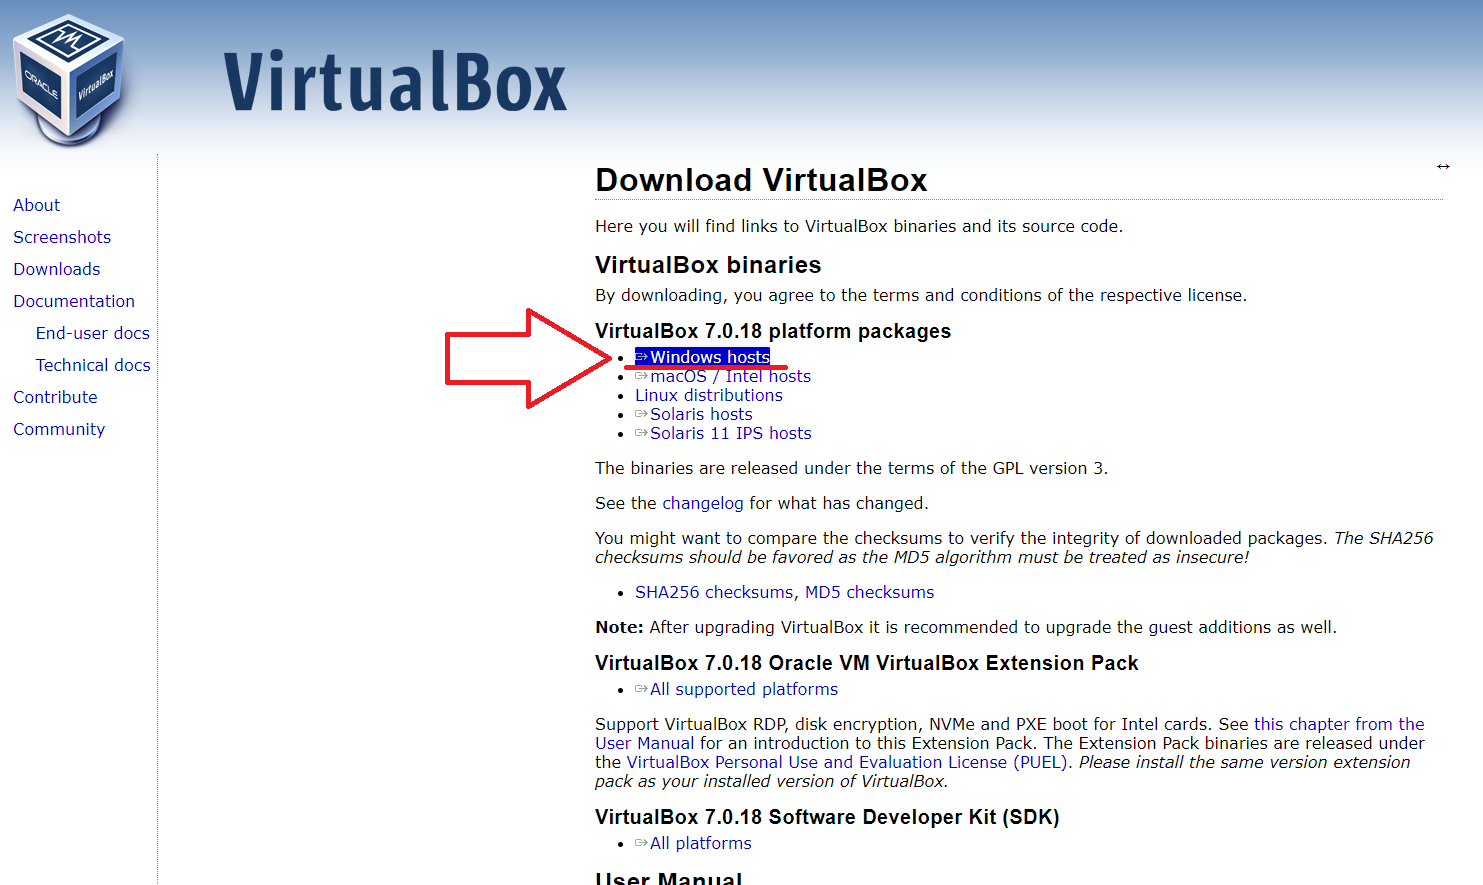 ORACLE
VirtualBox
VirtualBox
About
Screenshots
Downloads
Documentation
End-user docs
Technical docs
Contribute
Community
Download VirtualBox
Here you will find links to VirtualBox binaries and its source code.
VirtualBox binaries
By downloading, you agree to the terms and conditions of the respective license.
VirtualBox 7.0.18 platform packages
Windows hosts
macOS / Intel hosts
Linux distributions
Solaris hosts
Solaris 11 IPS hosts
The binaries are released under the terms of the GPL version 3.
See the changelog for what has changed.
You might want to compare the checksums to verify the integrity of downloaded packages. The SHA256
checksums should be favored as the MD5 algorithm must be treated as insecure!
SHA256 checksums, MD5 checksums
Note: After upgrading VirtualBox it is recommended to upgrade the guest additions as well.
VirtualBox 7.0.18 Oracle VM VirtualBox Extension Pack
All supported platforms
Support VirtualBox RDP, disk encryption, NVMe and PXE boot for Intel cards. See this chapter from the
User Manual for an introduction to this Extension Pack. The Extension Pack binaries are released under
the VirtualBox Personal Use and Evaluation License (PUEL). Please install the same version extension
pack as your installed version of VirtualBox.
VirtualBox 7.0.18 Software Developer Kit (SDK)
All platforms
User Manual